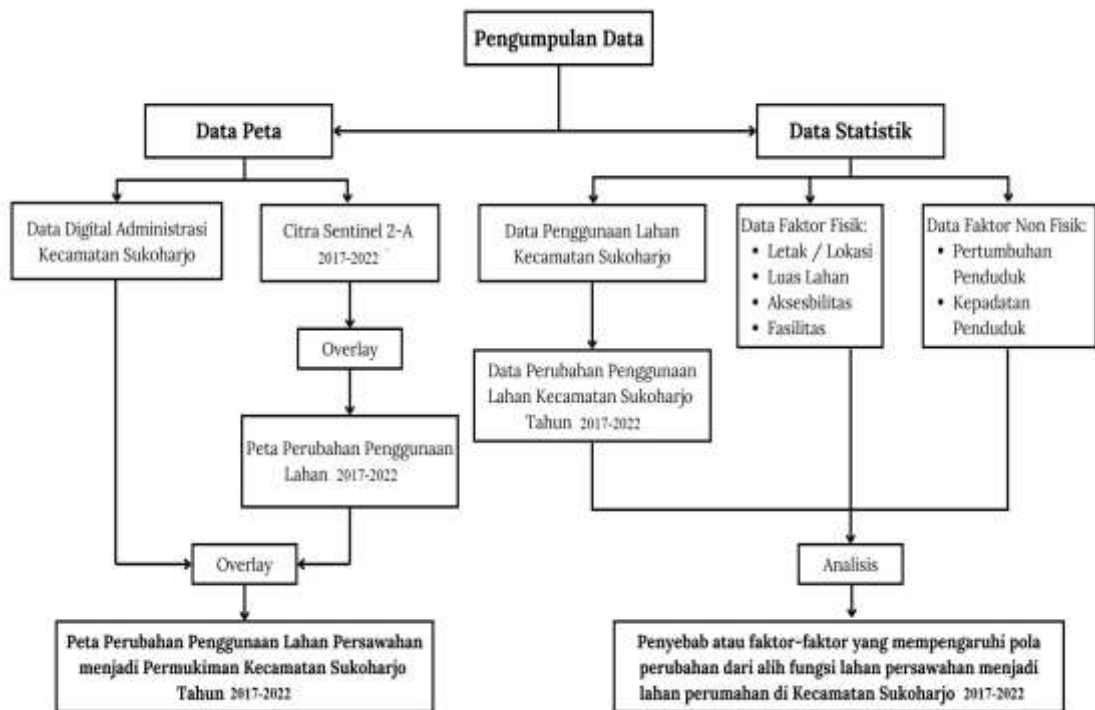 Pengumpulan Data
Data Peta
Data Statistik
Data Digital Administrasi
Kecamatan Sukoharjo
Citra Sentinel 2-A
2017-2022
Data Penggunaan Lahan
Kecamatan Sukoharjo
Data Faktor Fisik:
• Letak / Lokasi
• Luas Lahan
• Aksesbilitas
• Fasilitas
Data Faktor Non Fisik:
• Pertumbuhan
Penduduk
• Kepadatan
Penduduk
Overlay
Data Perubahan Penggunaan
Lahan Kecamatan Sukoharjo
Tahun 2017-2022
Peta Perubahan Penggunaan
Lahan 2017-2022
Overlay
Analisis
Peta Perubahan Penggunaan Lahan Persawahan
menjadi Permukiman Kecamatan Sukoharjo
Tahun 2017-2022
Penyebab atau faktor-faktor yang mempengaruhi pola
perubahan dari alih fungsi lahan persawahan menjadi
lahan perumahan di Kecamatan Sukoharjo 2017-2022